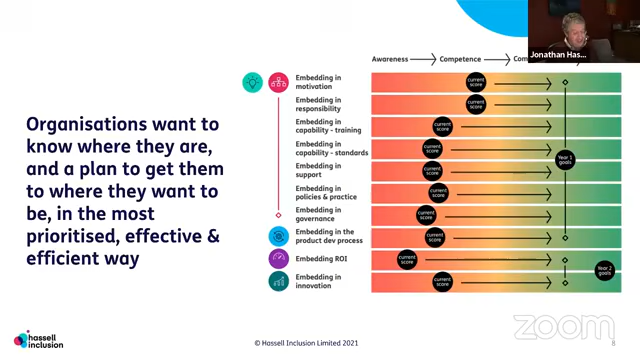 Jonathan Has...
Awareness
Competence
Com
Organisations want to
know where they are,
and a plan to get them
to where they want to
be, in the most
prioritised, effective &
efficient way
Embedding in
motivation
current
score
Embedding in
responsibility
current
score
Embedding in
capability - training
current
score
Embedding in
capability - standards
current
score
Year 1
goals
Embedding in
support
current
score
Embedding in
policies & practice
current
score
Embedding in
governance
current
score
Embedding in the
product dev process
current
score
Embedding ROI
current
score
Year 2
goals
Embedding in
innovation
current
score
hassell
inclusion
© Hassell Inclusion Limited 2021
zoom
8